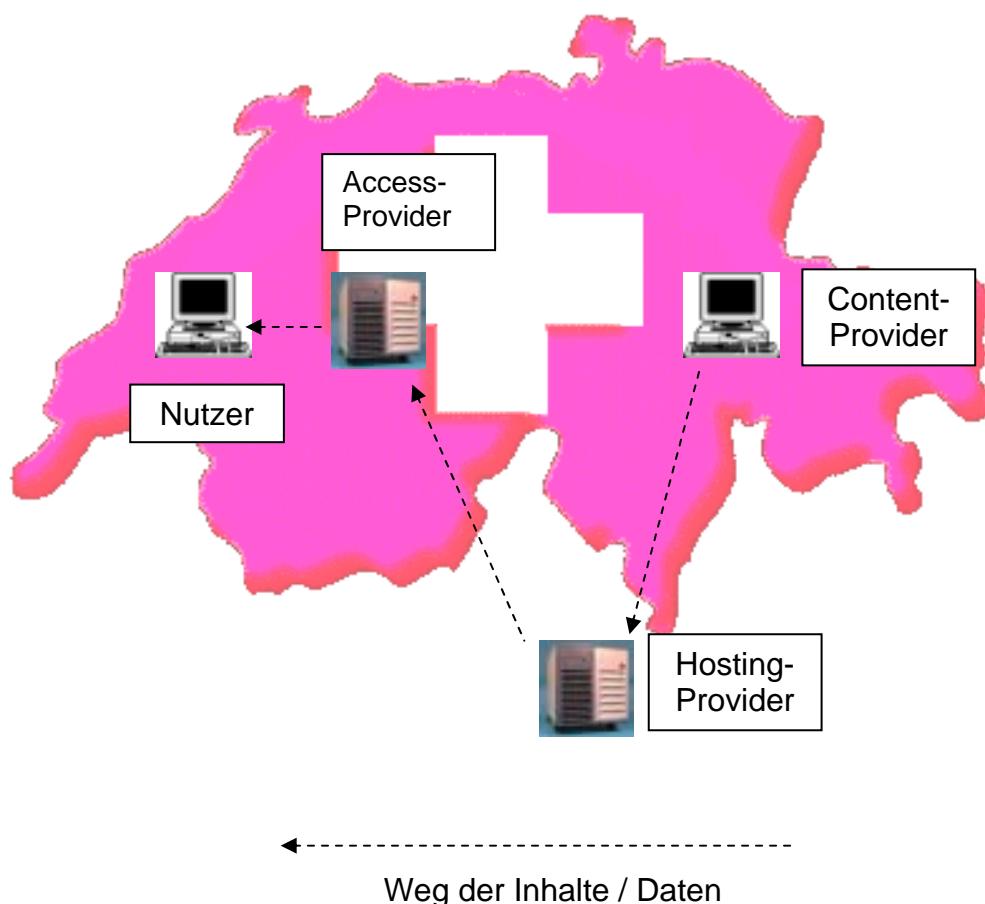 Access-
Provider
Content-
Provider
Nutzer
Hosting-
Provider
Weg der Inhalte / Daten